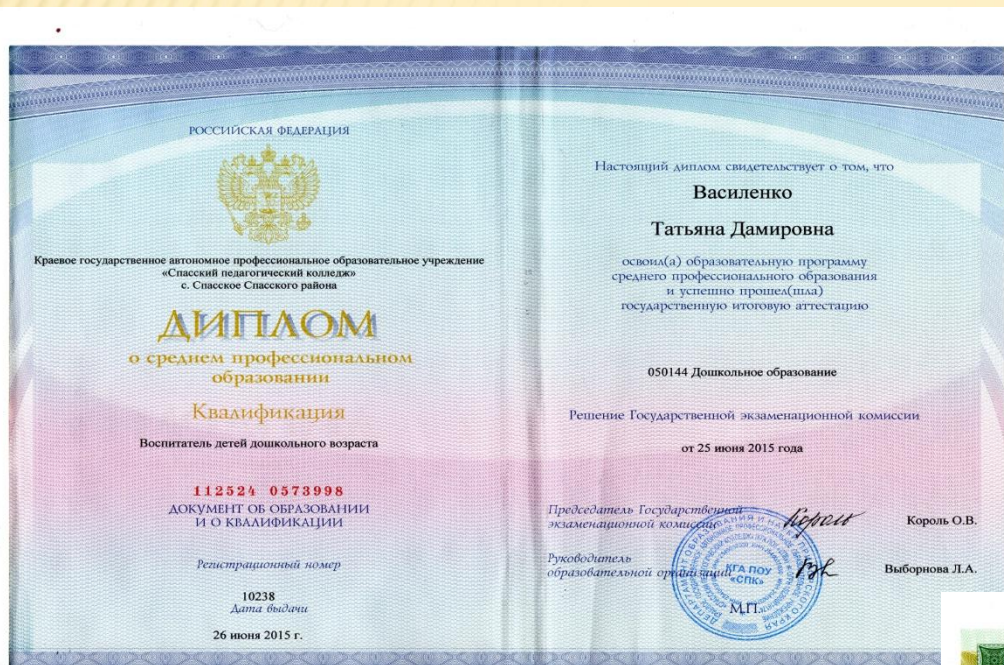 РОССИЙСКАЯ ФЕДЕРАЦИЯ
Краевое государственное автономное профессиональное образовательное учреждение
«Спасский педагогический колледж»
с. Спасское Спасского района
ДИПЛОМ
о среднем профессиональном
образовании
Квалификация
Воспитатель детей дошкольного возраста
112524 0573998
ДОКУМЕНТ ОБ ОБРАЗОВАНИИ
И О КВАЛИФИКАЦИИ
Регистрационный номер
10238
Дата выдачи
26 июня 2015 г.
Настоящий диплом свидетельствует о том, что
Василенко
Татьяна Дамировна
освоил(а) образовательную программу
среднего профессионального образования
и успешно прошел(шла)
государственную итоговую аттестацию
050144 Дошкольное образование
Решение Государственной экзаменационной комиссии
от 25 июня 2015 года
Председатель Государственной
экзаменационной комиссии
Король О.В.
Руководитель
образовательной организации
Выборнова Л.А.
КГА ПОУ
«СПК»
М.П.